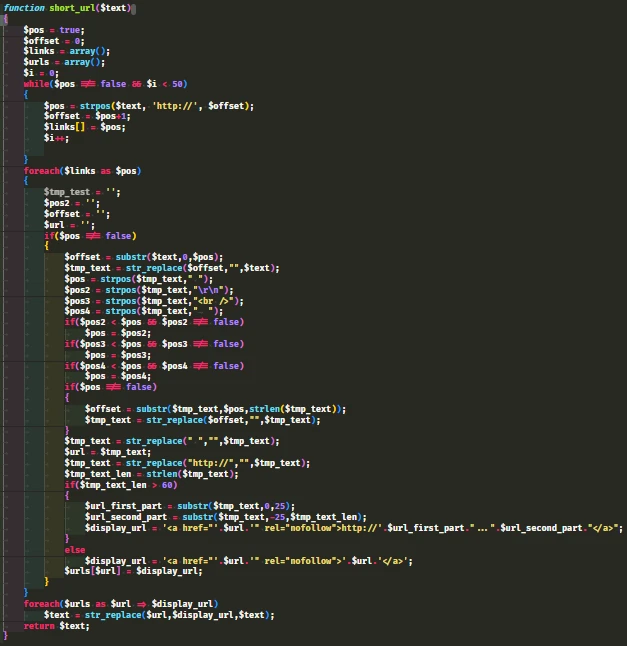 function short_url($text)
{
    $pos = true;
    $offset = 0;
    $links = array();
    $urls = array();
    $i = 0;
    while($pos !== false && $i < 50)
    {
        $pos = strpos($text, 'http://', $offset);
        $offset = $pos+1;
        $links[] = $pos;
        $i++;
    }
    foreach($links as $pos)
    {
        $tmp_test = '';
        $pos2 = '';
        $offset = '';
        $url = '';
        if($pos !== false)
        {
            $offset = substr($text,0,$pos);
            $tmp_text = str_replace($offset,"",$text);
            $pos = strpos($tmp_text," ");
            $pos2 = strpos($tmp_text,"\r\n");
            $pos3 = strpos($tmp_text,"<br />");
            $pos4 = strpos($tmp_text,"  ");
            if($pos2 < $pos && $pos2 !== false)
                $pos = $pos2;
            if($pos3 < $pos && $pos3 !== false)
                $pos = $pos3;
            if($pos4 < $pos && $pos4 !== false)
                $pos = $pos4;
            if($pos !== false)
            {
                $offset = substr($tmp_text,$pos,strlen($tmp_text));
                $tmp_text = str_replace($offset,"",$tmp_text);
            }
            $tmp_text = str_replace(" ","",$tmp_text);
            $url = $tmp_text;
            $tmp_text = str_replace("http://","",$tmp_text);
            $tmp_text_len = strlen($tmp_text);
            if($tmp_text_len > 60)
            {
                $url_first_part = substr($tmp_text,0,25);
                $url_second_part = substr($tmp_text,-25,$tmp_text_len);
                $display_url = '<a href="'.$url.'" rel="nofollow">http://'.$url_first_part."...".$url_second_part."</a>";
            }
            else
                $display_url = '<a href="'.$url.'" rel="nofollow">'.$url.'</a>';
            $urls[$url] = $display_url;
        }
    }
    foreach($urls as $url => $display_url)
        $text = str_replace($url,$display_url,$text);
    return $text;
}